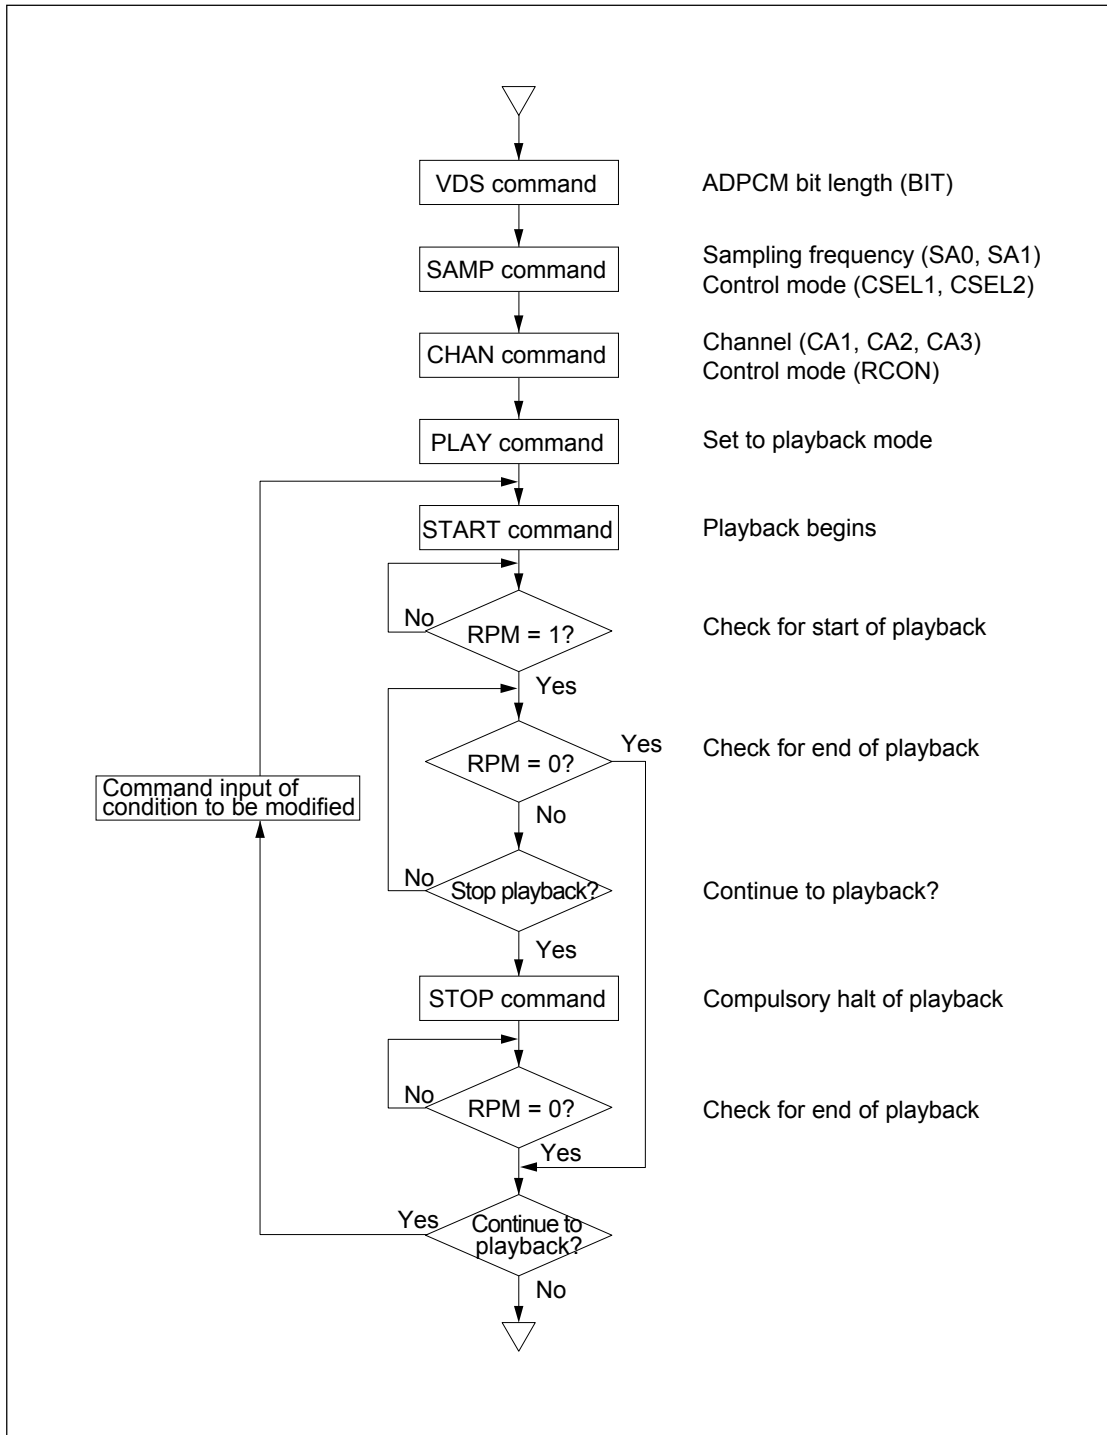 VDS command
ADPCM bit length (BIT)
SAMP command
Sampling frequency (SA0, SA1)
Control mode (CSEL1, CSEL2)
CHAN command
Channel (CA1, CA2, CA3)
Control mode (RCON)
PLAY command
Set to playback mode
START command
Playback begins
No
RPM = 1?
Check for start of playback
Yes
RPM = 0?
Yes
Check for end of playback
Command input of
condition to be modified
No
No
Stop playback?
Continue to playback?
Yes
STOP command
Compulsory halt of playback
No
RPM = 0?
Check for end of playback
Yes
Yes
Continue to
playback?
No